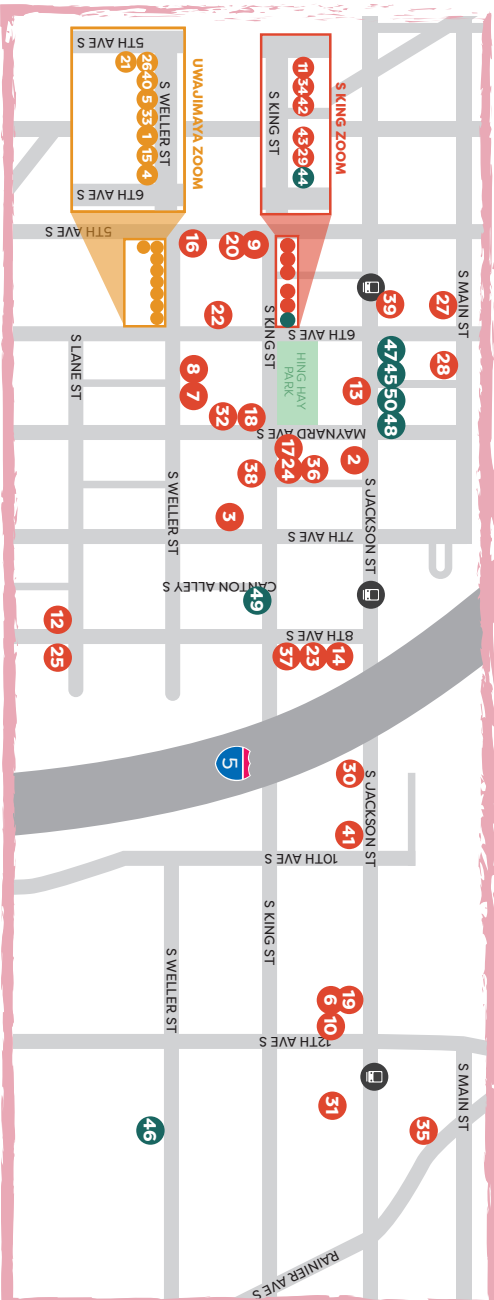 5TH AVE S
21
26
40
5
33
1
15
4
S WELLER ST
6TH AVE S
UWAJIMAYA ZOOM
S KING ST
11
34
42
43
29
44
S KING ZOOM
5TH AVE S
16
20
9
39
27
S MAIN ST
22
S KING ST
6TH AVE S
28
S LANE ST
8
7
HING HAY
PARK
13
47
45
50
48
32
18
MAYNARD AVE S
17
24
36
2
38
S WELLER ST
3
7TH AVE S
S JACKSON ST
CANTON ALLEY S
49
12
25
8TH AVE S
37
23
14
5
30
S JACKSON ST
41
10TH AVE S
S KING ST
S WELLER ST
19
6
10
12TH AVE S
31
35
S MAIN ST
46
RAINIER AVE S